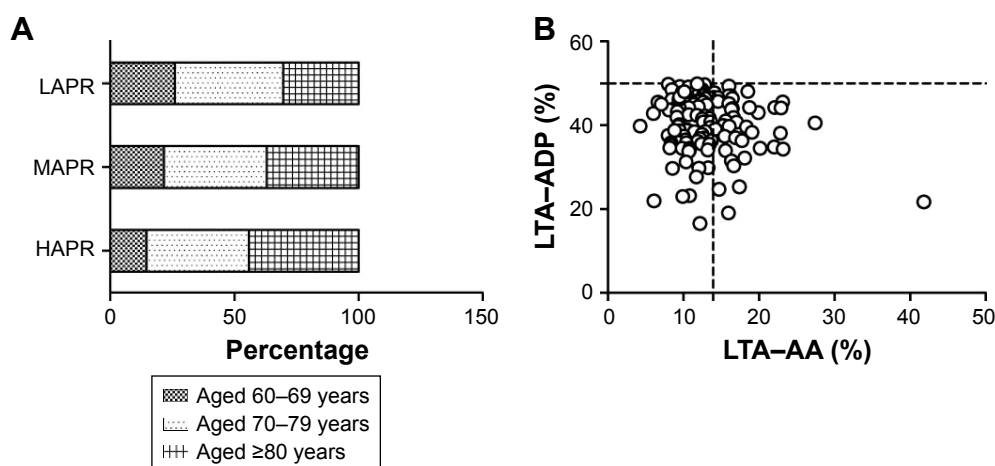 A
LAPR
MAPR
HAPR
0 50 100 150
Percentage
Aged 60–69 years
Aged 70–79 years
Aged ≥80 years
B
LTA–ADP (%)
60
40
20
0
0 10 20 30 40 50
LTA–AA (%)